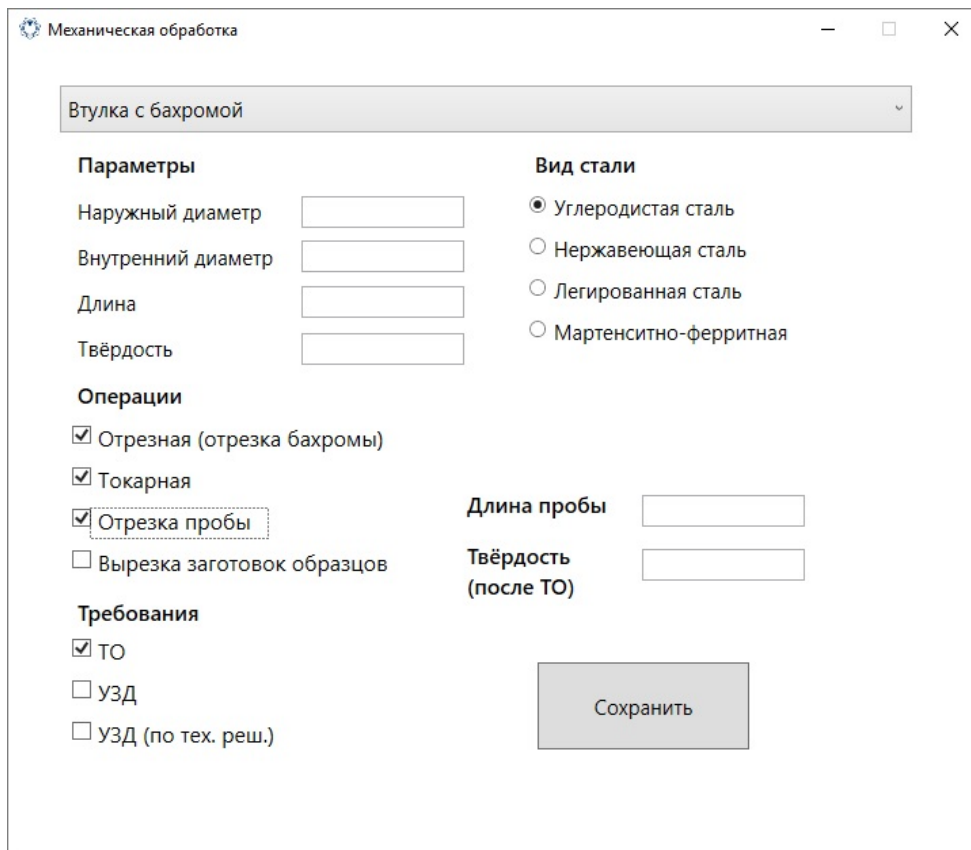 Механическая обработка
Втулка с бахромой
Параметры
Наружный диаметр
Внутренний диаметр
Длина
Твёрдость
Вид стали
Углеродистая сталь
Нержавеющая сталь
Легированная сталь
Мартенситно-ферритная
Операции
Отрезная (отрезка бахромы)
Токарная
Отрезка пробы
Вырезка заготовок образцов
Длина пробы
Твёрдость
(после ТО)
Требования
ТО
УЗД
УЗД (по тех. реш.)
Сохранить